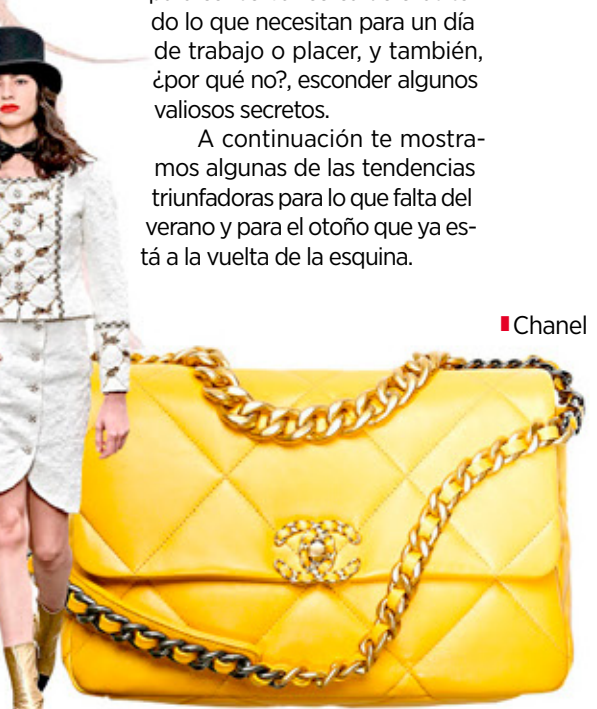 do lo que necesitan para un día
de trabajo o placer, y también,
¿por qué no?, esconder algunos
valiosos secretos.
A continuación te mostra-
mos algunas de las tendencias
triunfadoras para lo que falta del
verano y para el otoño que ya es-
tá a la vuelta de la esquina.
Chanel